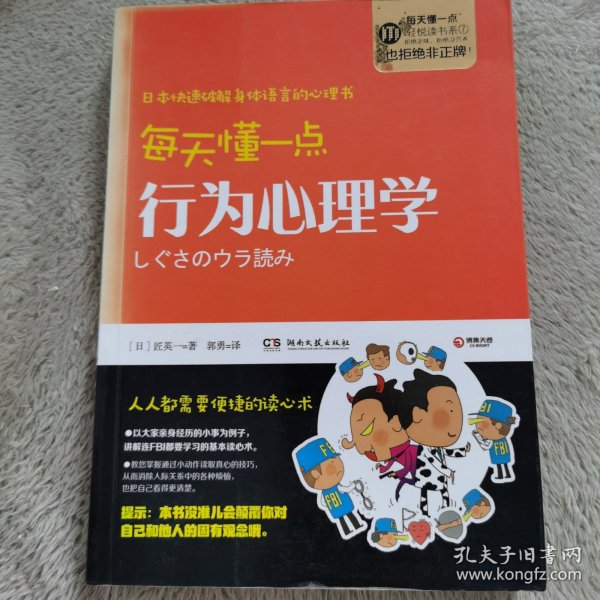 每天懂一点
轻悦读书系⑦
也拒绝非正牌!
日本快速破解身体语言的心理书
每天懂一点
行为心理学
しぐさのウラ読み
[日]匠英一=著 郭勇=译
CTS 湖南文艺出版社
博集天卷
CS-BOOKY
人人都需要便捷的读心术
●以大家亲身经历的小事为例子,
讲解连FBI都要学习的基本读心术。
●教您掌握通过小动作读取真心的技巧,
从而消除人际关系中的各种烦恼,
也把自己看得更清楚。
提示:本书没准儿会颠覆你对
自己和他人的固有观念哦。
FBI
FBI
FBI
FBI
FBI
孔夫子旧书网
www.kongfz.com